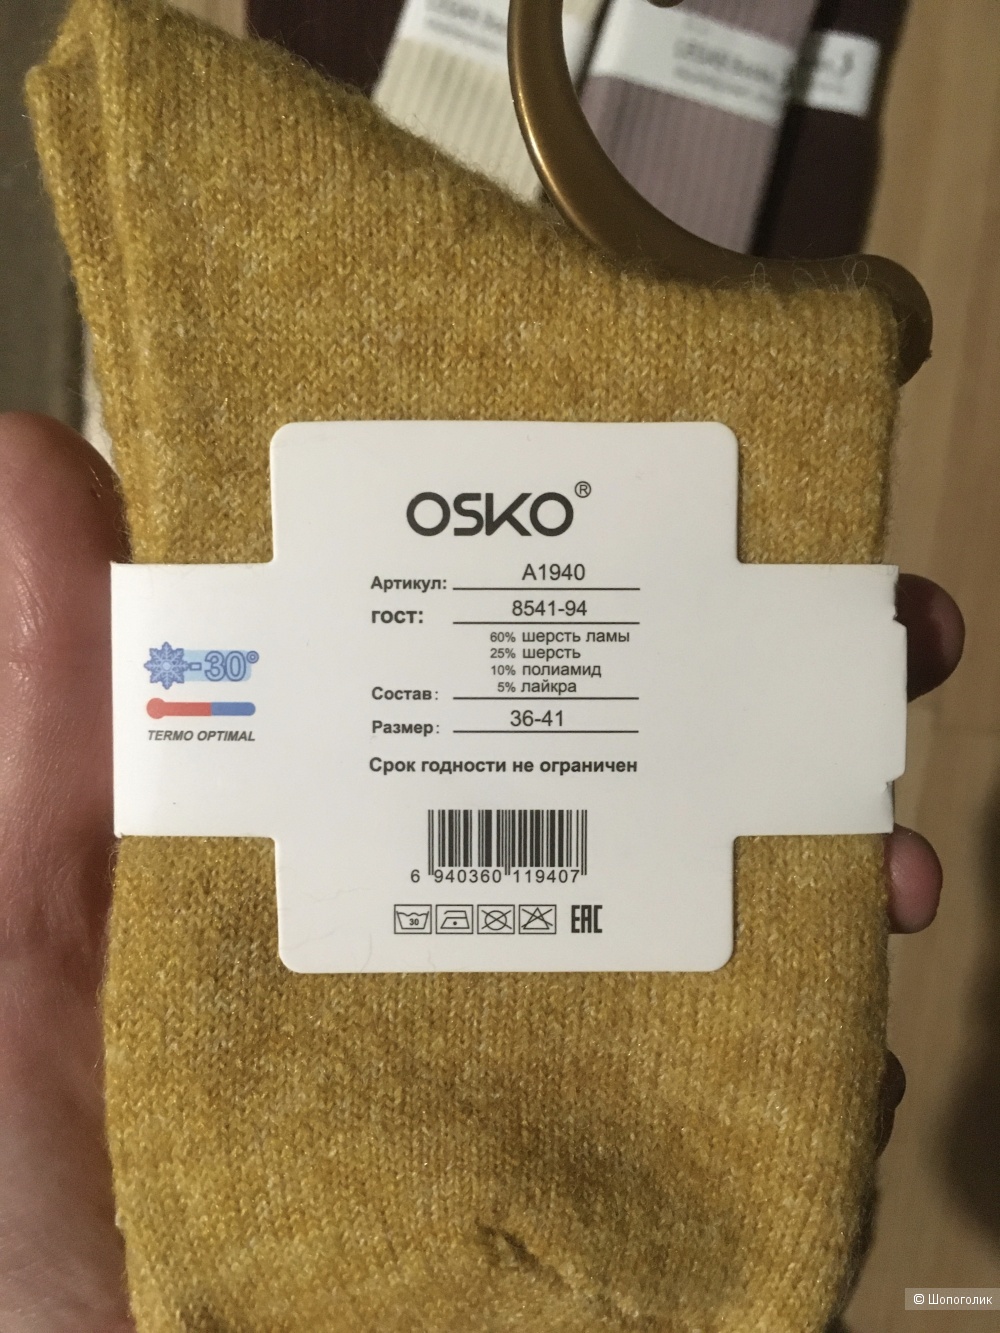 OSKO®
Артикул: A1940
ГОСТ: 8541-94
60% шерсть ламы
25% шерсть
10% полиамид
Состав: 5% лайкра
Размер: 36-41
Срок годности не ограничен
-30°
TERMO OPTIMAL
6 940360 119407
30
EAC
© Шопоголик